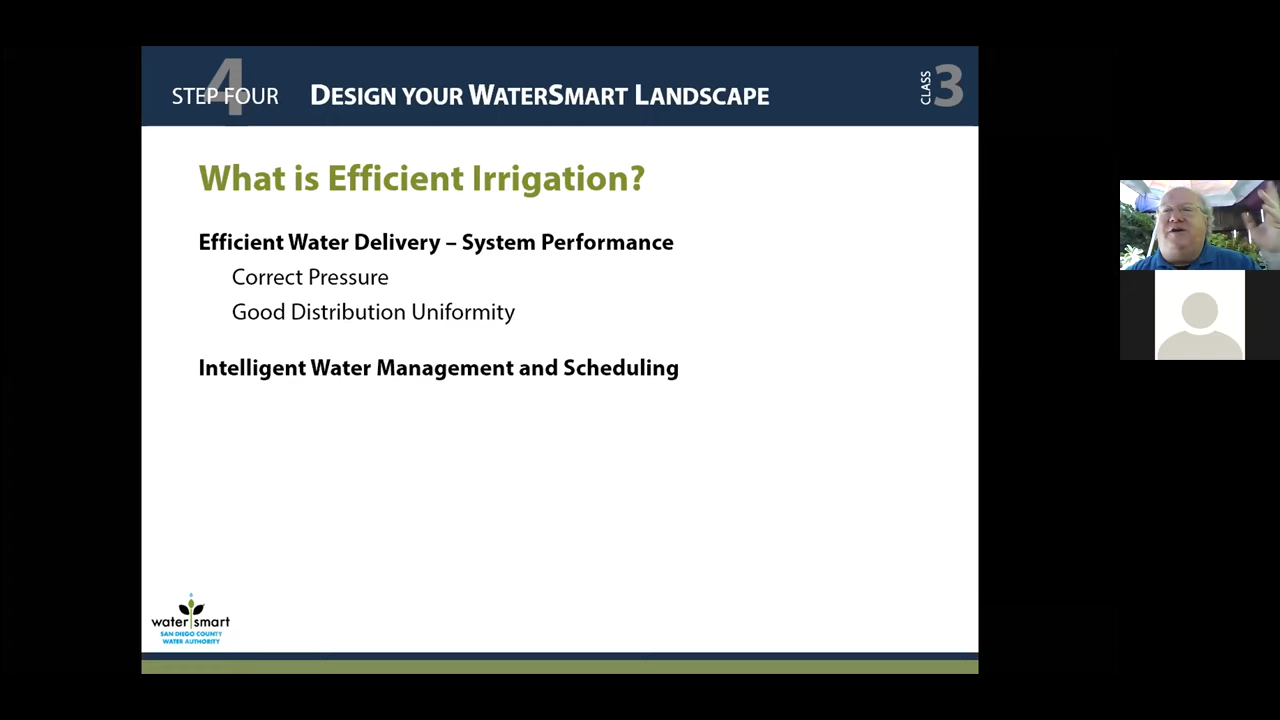 STEP FOUR
4
DESIGN YOUR WATERSMART LANDSCAPE
CLASS 3
What is Efficient Irrigation?
Efficient Water Delivery – System Performance
Correct Pressure
Good Distribution Uniformity
Intelligent Water Management and Scheduling
water smart
SAN DIEGO COUNTY
WATER AUTHORITY